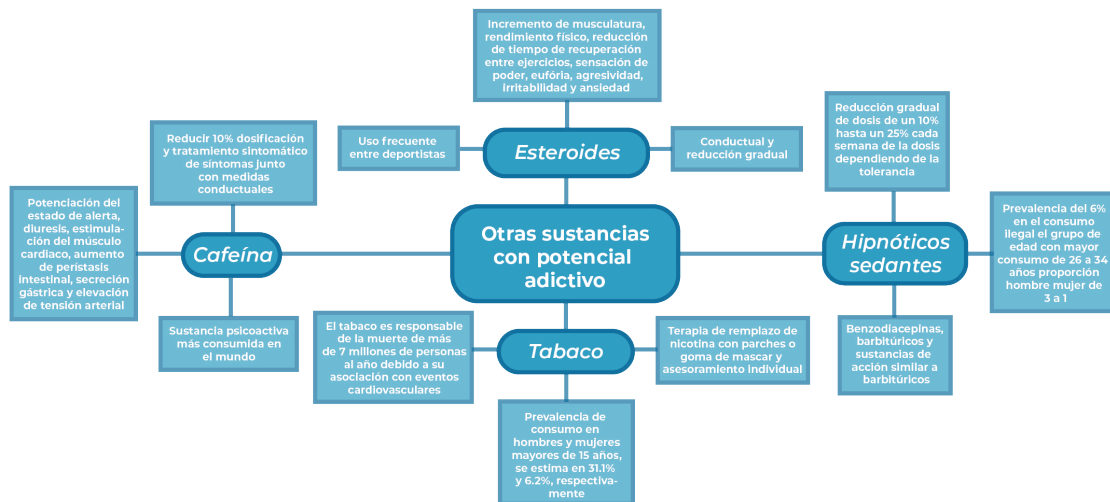 Incremento de musculatura,
rendimiento físico, reducción
de tiempo de recuperación
entre ejercicios, sensación de
poder, eufória, agresividad,
irritabilidad y ansiedad
Uso frecuente
entre deportistas
Esteroides
Conductual y
reducción gradual
Reducción gradual
de dosis de un 10%
hasta un 25% cada
semana de la dosis
dependiendo de la
tolerancia
Reducir 10% dosificación
y tratamiento sintomático
de síntomas junto
con medidas
conductuales
Potenciación del
estado de alerta,
diuresis, estimula-
ción del músculo
cardiaco, aumento
de perístasis
intestinal, secreción
gástrica y elevación
de tensión arterial
Cafeína
Sustancia psicoactiva
más consumida en
el mundo
Otras sustancias
con potencial
adictivo
Hipnóticos
sedantes
Prevalencia del 6%
en el consumo
ilegal el grupo de
edad con mayor
consumo de 26 a 34
años proporción
hombre mujer de
3 a 1
Benzodiacepinas,
barbitúricos y
sustancias de
acción similar a
barbitúricos
El tabaco es responsable
de la muerte de más
de 7 millones de personas
al año debido a su
asociación con eventos
cardiovasculares
Tabaco
Terapia de remplazo de
nicotina con parches o
goma de mascar y
asesoramiento individual
Prevalencia de
consumo en
hombres y mujeres
mayores de 15 años,
se estima en 31.1%
y 6.2%, respectiva-
mente